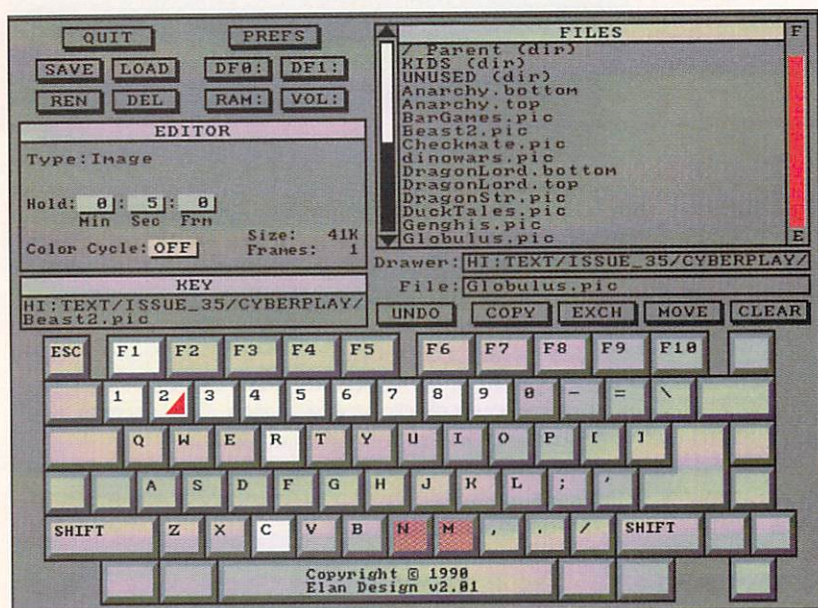 QUIT PREFS
SAVE LOAD DF0: DF1:
REN DEL RAM: VOL:
EDITOR
Type:Image
Hold: 0: 5: 0
Min Sec Frm
Size: 41K
Color Cycle: OFF Frames: 1
KEY
HI:TEXT/ISSUE_35/CYBERPLAY/
Beast2.pic
FILES F
/ Parent (dir)
KIDS (dir)
UNUSED (dir)
Anarchy.bottom
Anarchy.top
BarGames.pic
Beast2.pic
Checkmate.pic
dinowars.pic
DragonLord.bottom
DragonLord.top
DragonStr.pic
DuckTales.pic
Genghis.pic
Globulus.pic E
Drawer: HI:TEXT/ISSUE_35/CYBERPLAY/
File: Globulus.pic
UNDO COPY EXCH MOVE CLEAR
ESC F1 F2 F3 F4 F5 F6 F7 F8 F9 F10
1 2 3 4 5 6 7 8 9 0 - = \
Q W E R T Y U I O P [ ]
A S D F G H J K L ; '
SHIFT Z X C V B N M , . / SHIFT
Copyright © 1990
Elan Design v2.01